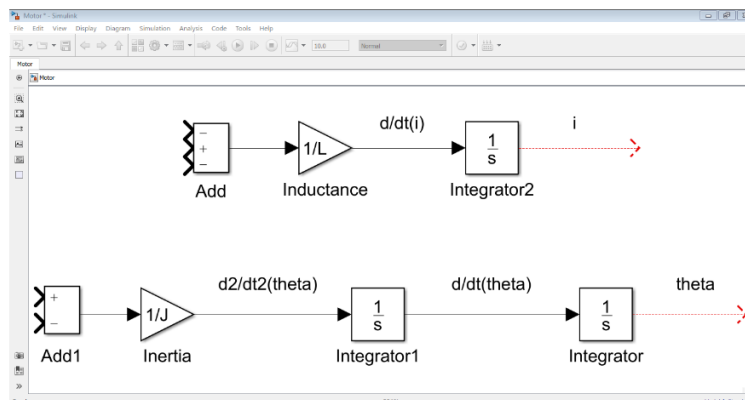 Motor * - Simulink
File Edit View Display Diagram Simulation Analysis Code Tools Help
10.0 Normal
Motor
Motor
d/dt(i) i
− + −
1/L
1 s
Add Inductance Integrator2
d2/dt2(theta) d/dt(theta) theta
+ −
1/J
1 s
1 s
Add1 Inertia Integrator1 Integrator